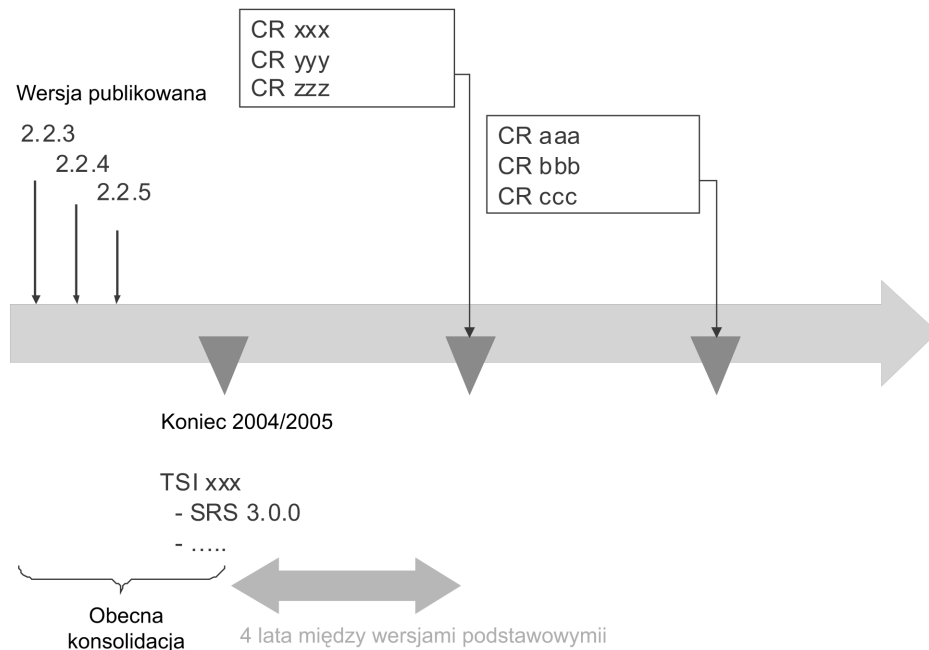 CR xxx
CR yyy
CR zzz
Wersja publikowana
2.2.3
2.2.4
2.2.5
CR aaa
CR bbb
CR ccc
Koniec 2004/2005
TSI xxx
- SRS 3.0.0
- .....
Obecna
konsolidacja
4 lata między wersjami podstawowymii